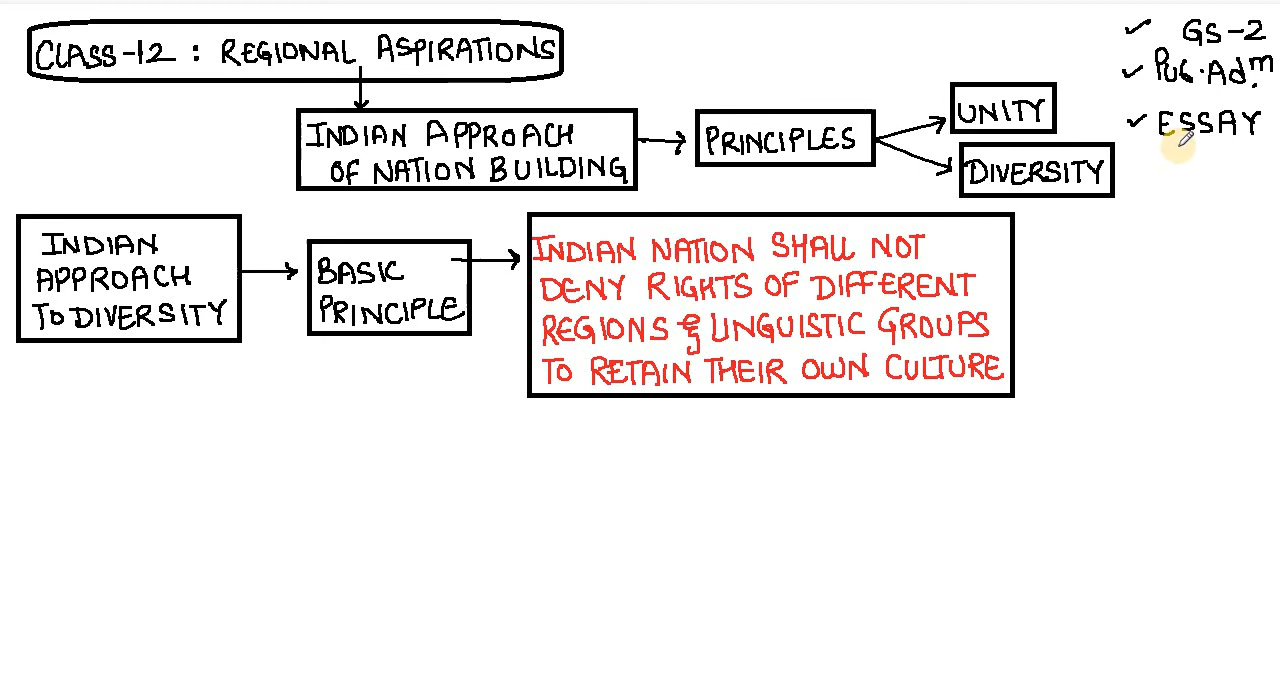 CLASS-12 : REGIONAL ASPIRATIONS
✓ GS-2
✓ Pub.Adm.
✓ ESSAY
INDIAN APPROACH
OF NATION BUILDING
PRINCIPLES
UNITY
DIVERSITY
INDIAN
APPROACH
TO DIVERSITY
BASIC
PRINCIPLE
INDIAN NATION SHALL NOT
DENY RIGHTS OF DIFFERENT
REGIONS & LINGUISTIC GROUPS
TO RETAIN THEIR OWN CULTURE